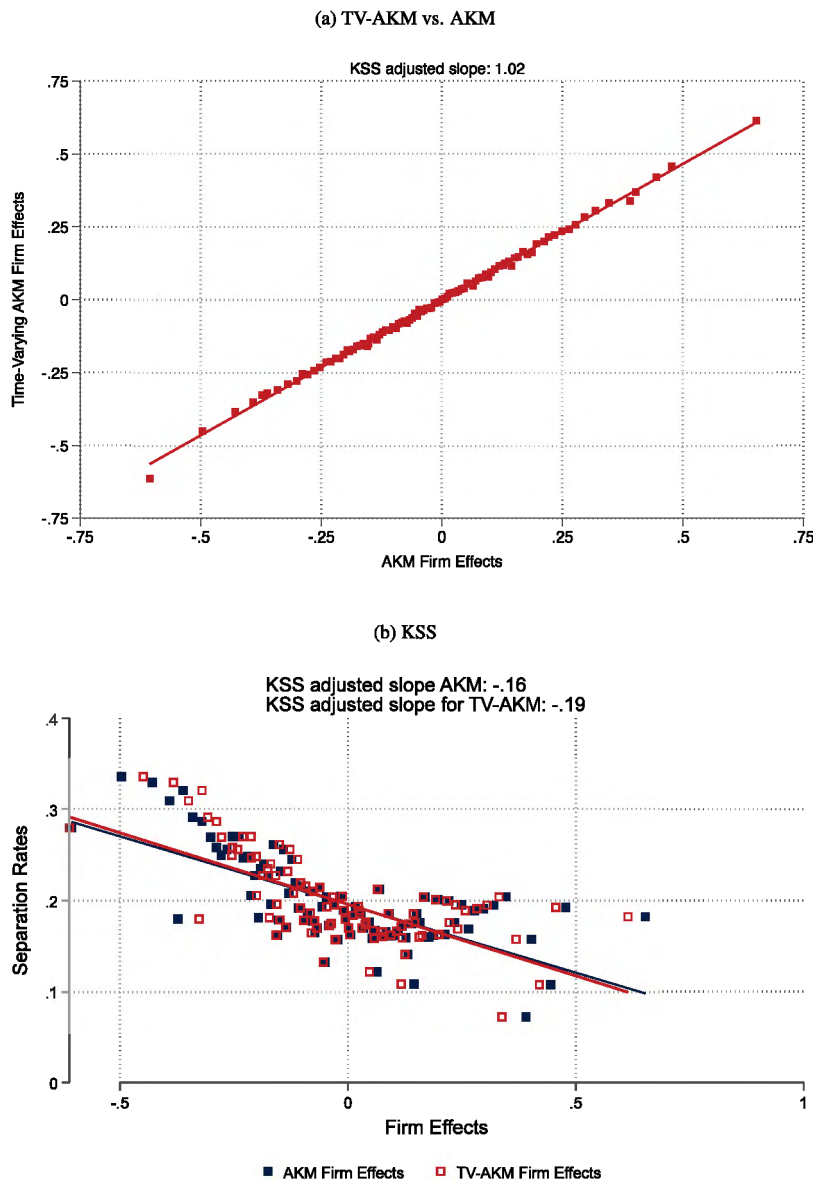 (a) TV-AKM vs. AKM
KSS adjusted slope: 1.02
.75
.5
.25
0
-.25
-.5
-.75
Time-Varying AKM Firm Effects
-.75
-.5
-.25
0
.25
.5
.75
AKM Firm Effects
(b) KSS
KSS adjusted slope AKM: -.16
KSS adjusted slope for TV-AKM: -.19
.4
.3
.2
.1
0
Separation Rates
-.5
0
.5
1
Firm Effects
AKM Firm Effects
TV-AKM Firm Effects